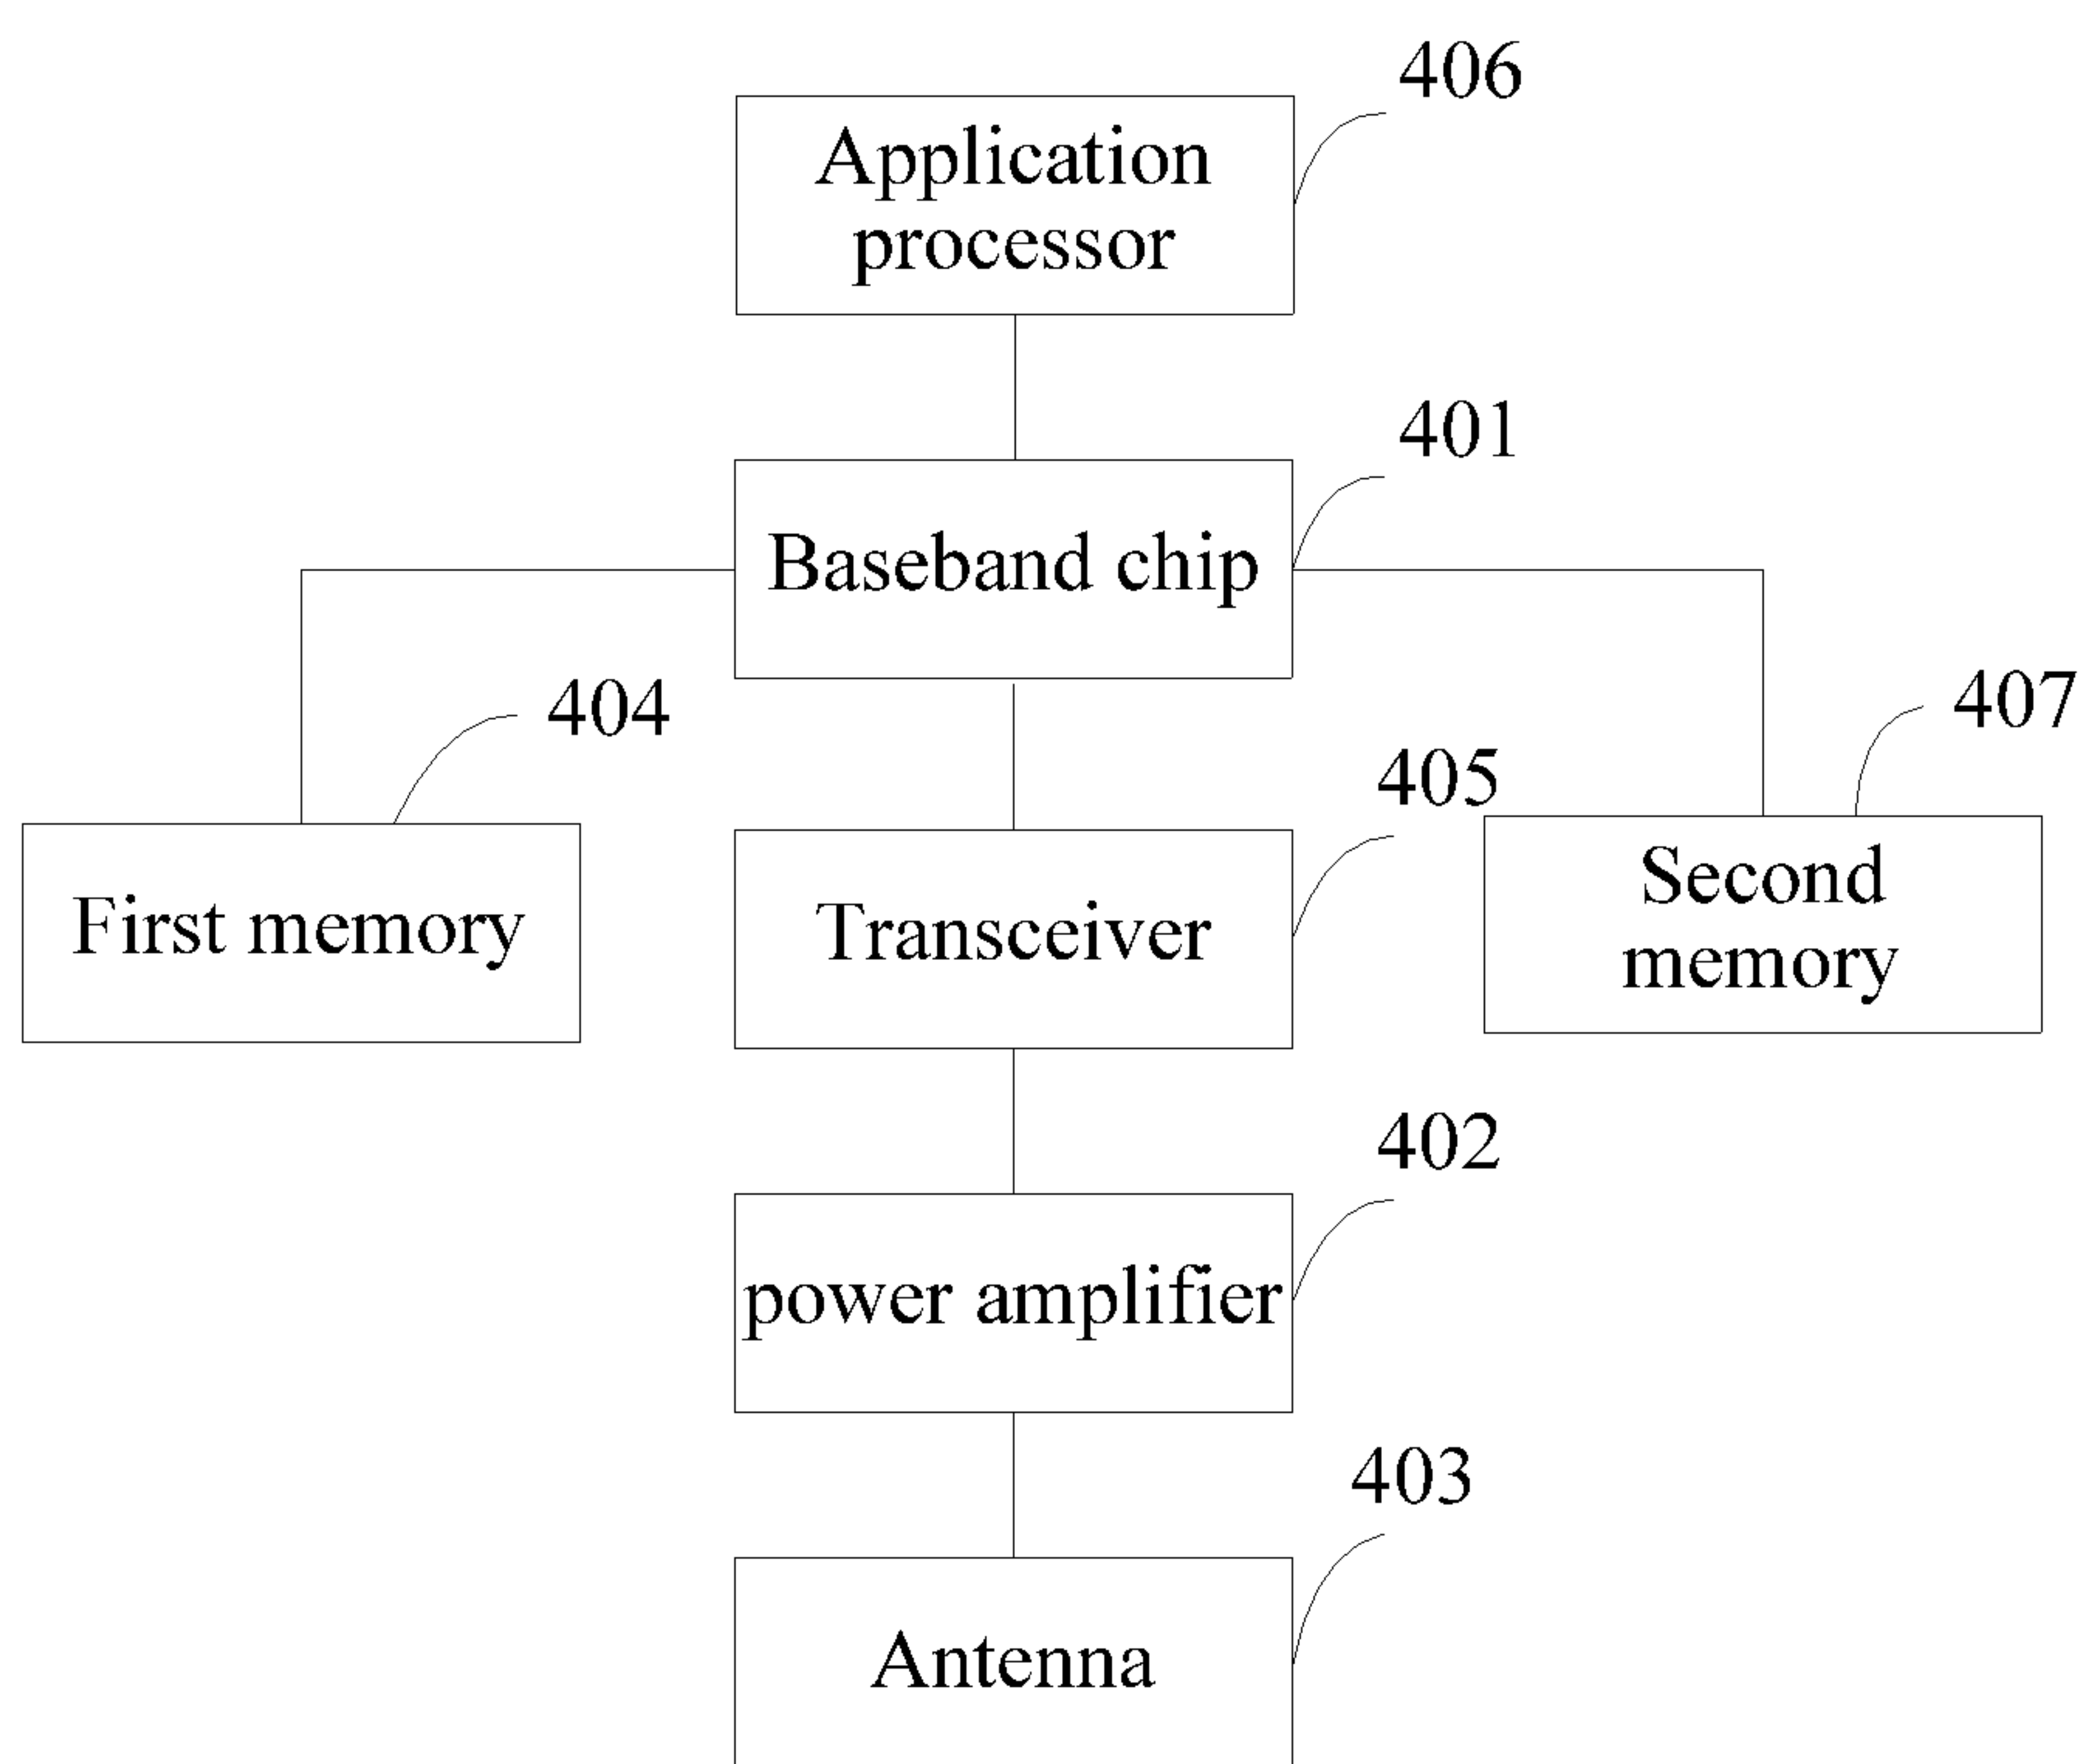 406
Application
processor
401
Baseband chip
404
407
405
First memory
Transceiver
Second
memory
402
power amplifier
403
Antenna